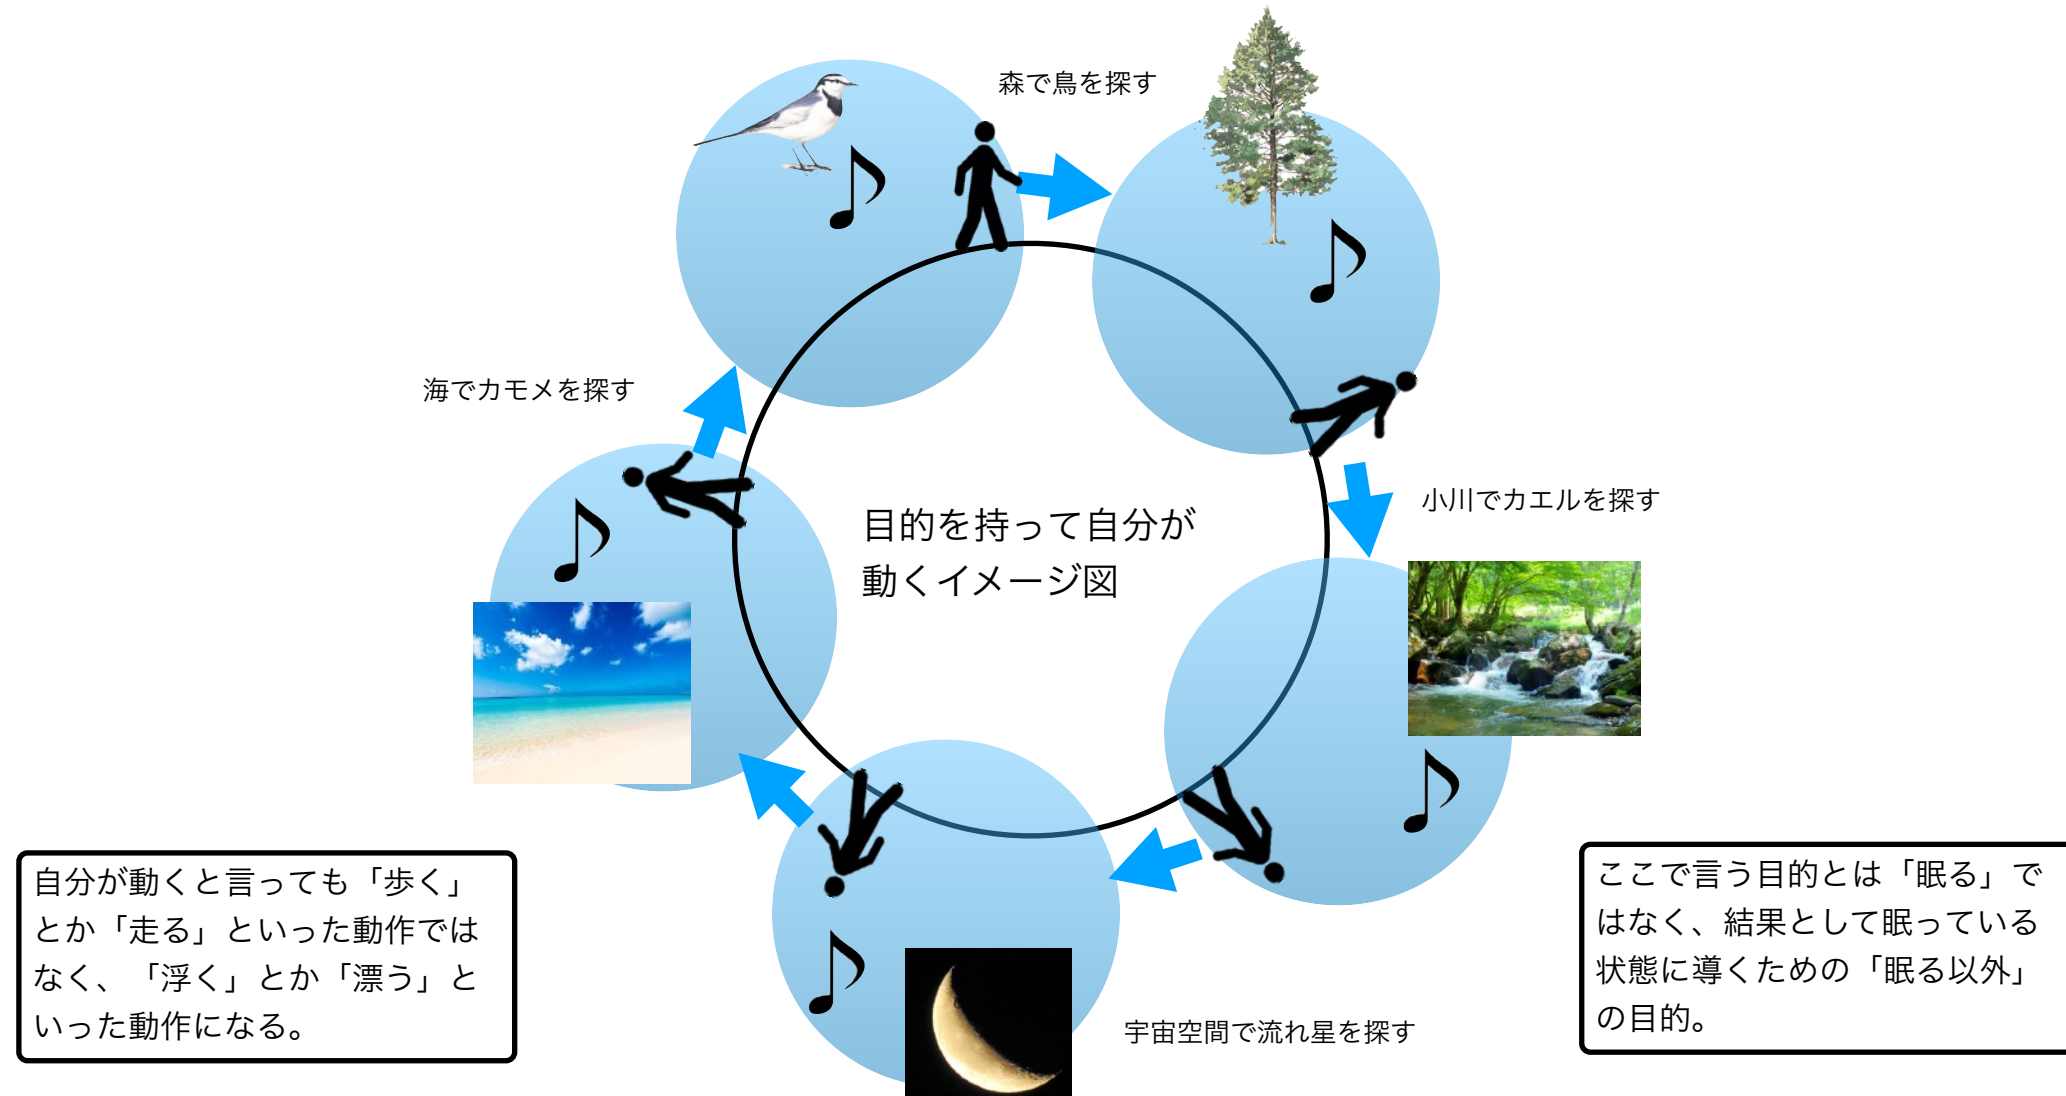 森で鳥を探す
海でカモメを探す
小川でカエルを探す
目的を持って自分が
動くイメージ図
自分が動くと言っても「歩く」
とか「走る」といった動作では
なく、「浮く」とか「漂う」と
いった動作になる。
ここで言う目的とは「眠る」で
はなく、結果として眠っている
状態に導くための「眠る以外」
の目的。
宇宙空間で流れ星を探す